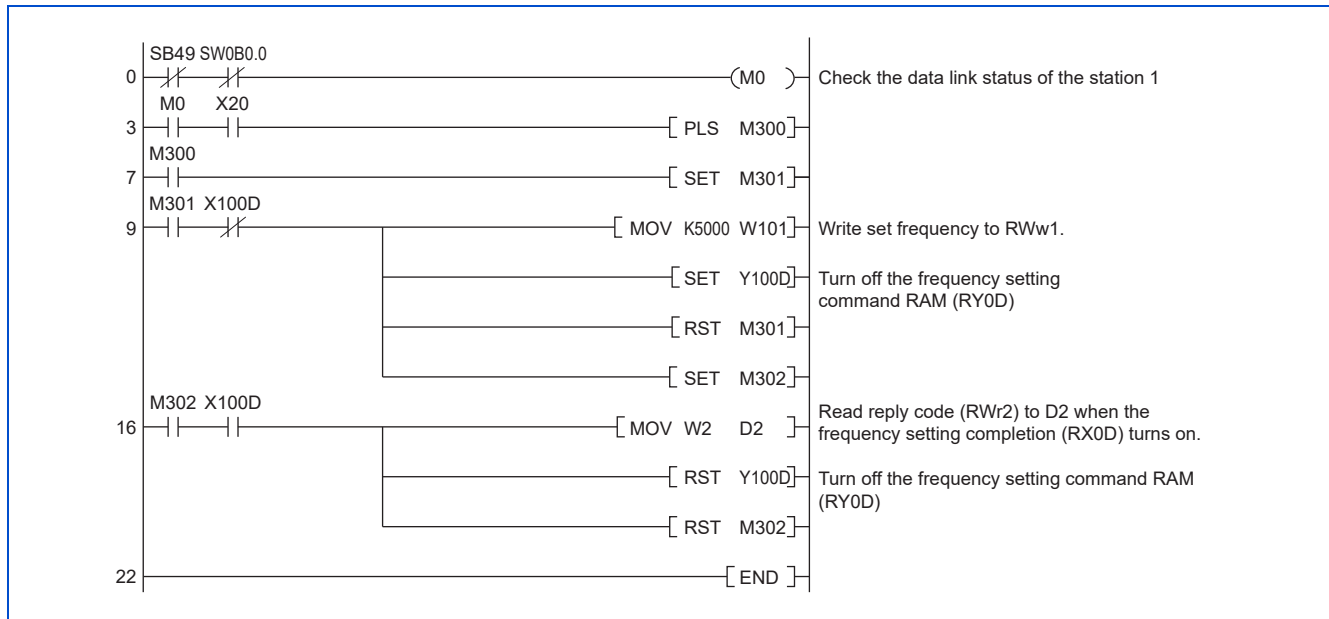 SB49 SW0B0.0
0 M0 Check the data link status of the station 1
M0 X20
3 PLS M300
M300
7 SET M301
M301 X100D
9 MOV K5000 W101 Write set frequency to RWw1.
SET Y100D Turn off the frequency setting
command RAM (RY0D)
RST M301
SET M302
M302 X100D
16 MOV W2 D2 Read reply code (RWr2) to D2 when the
frequency setting completion (RX0D) turns on.
RST Y100D Turn off the frequency setting command RAM
(RY0D)
RST M302
22 END